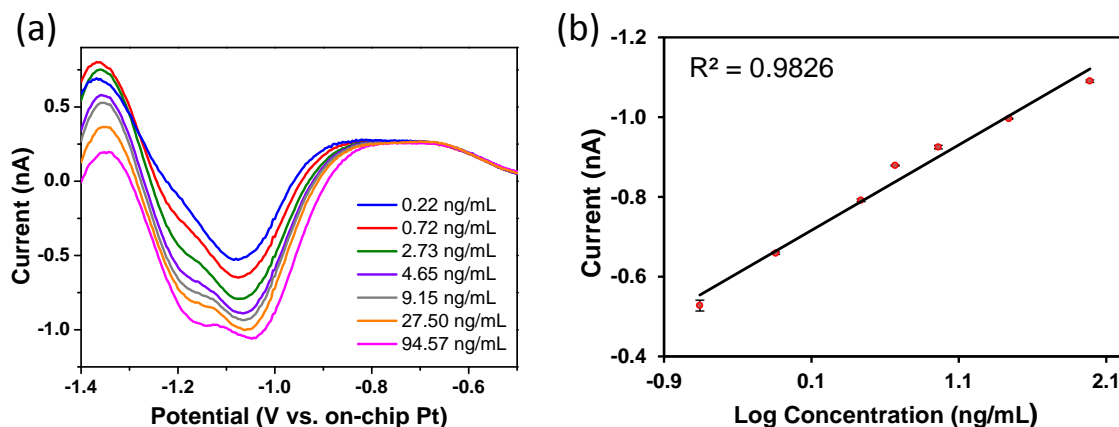 (a)
0.5
0.0
-0.5
-1.0
Current (nA)
-1.4
-1.2
-1.0
-0.8
-0.6
Potential (V vs. on-chip Pt)
0.22 ng/mL
0.72 ng/mL
2.73 ng/mL
4.65 ng/mL
9.15 ng/mL
27.50 ng/mL
94.57 ng/mL
(b)
R² = 0.9826
-1.2
-1.0
-0.8
-0.6
-0.4
Current (nA)
-0.9
0.1
1.1
2.1
Log Concentration (ng/mL)